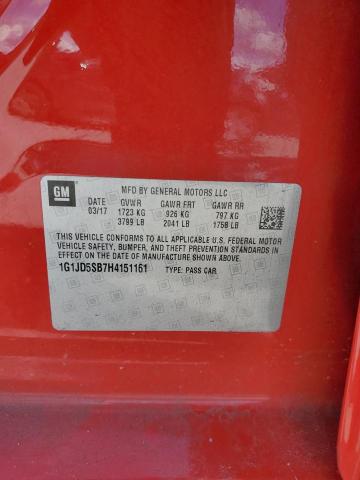 GM
MFD BY GENERAL MOTORS LLC
DATE GVWR GAWR FRT GAWR RR
03/17 1723 KG 926 KG 797 KG
3799 LB 2041 LB 1758 LB
THIS VEHICLE CONFORMS TO ALL APPLICABLE U.S. FEDERAL MOTOR
VEHICLE SAFETY, BUMPER, AND THEFT PREVENTION STANDARDS
IN EFFECT ON THE DATE OF MANUFACTURE SHOWN ABOVE.
1G1JD5SB7H4151161 TYPE: PASS CAR